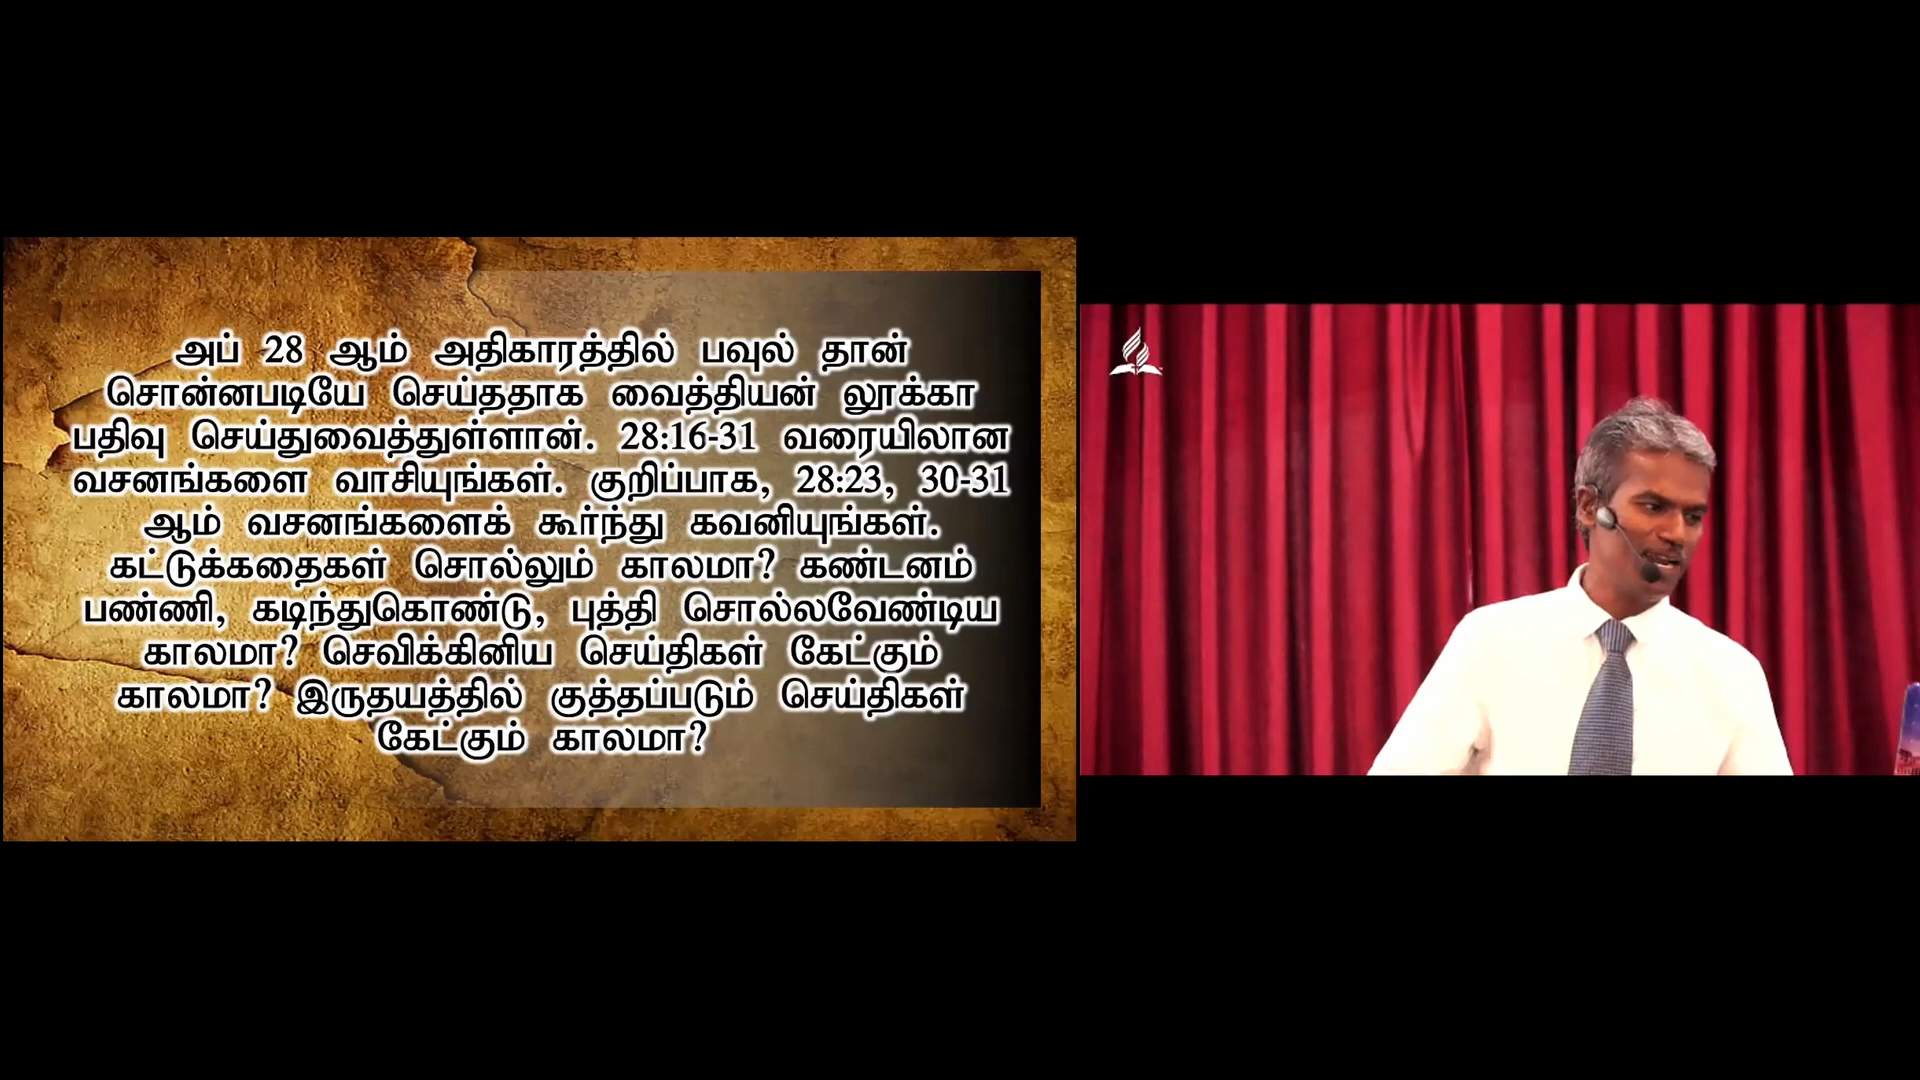 அப் 28 ஆம் அதிகாரத்தில் பவுல் தான்
சொன்னபடியே செய்ததாக வைத்தியன் லூக்கா
பதிவு செய்துவைத்துள்ளான். 28:16-31 வரையிலான
வசனங்களை வாசியுங்கள். குறிப்பாக, 28:23, 30-31
ஆம் வசனங்களைக் கூர்ந்து கவனியுங்கள்.
கட்டுக்கதைகள் சொல்லும் காலமா? கண்டனம்
பண்ணி, கடிந்துகொண்டு, புத்தி சொல்லவேண்டிய
காலமா? செவிக்கினிய செய்திகள் கேட்கும்
காலமா? இருதயத்தில் குத்தப்படும் செய்திகள்
கேட்கும் காலமா?